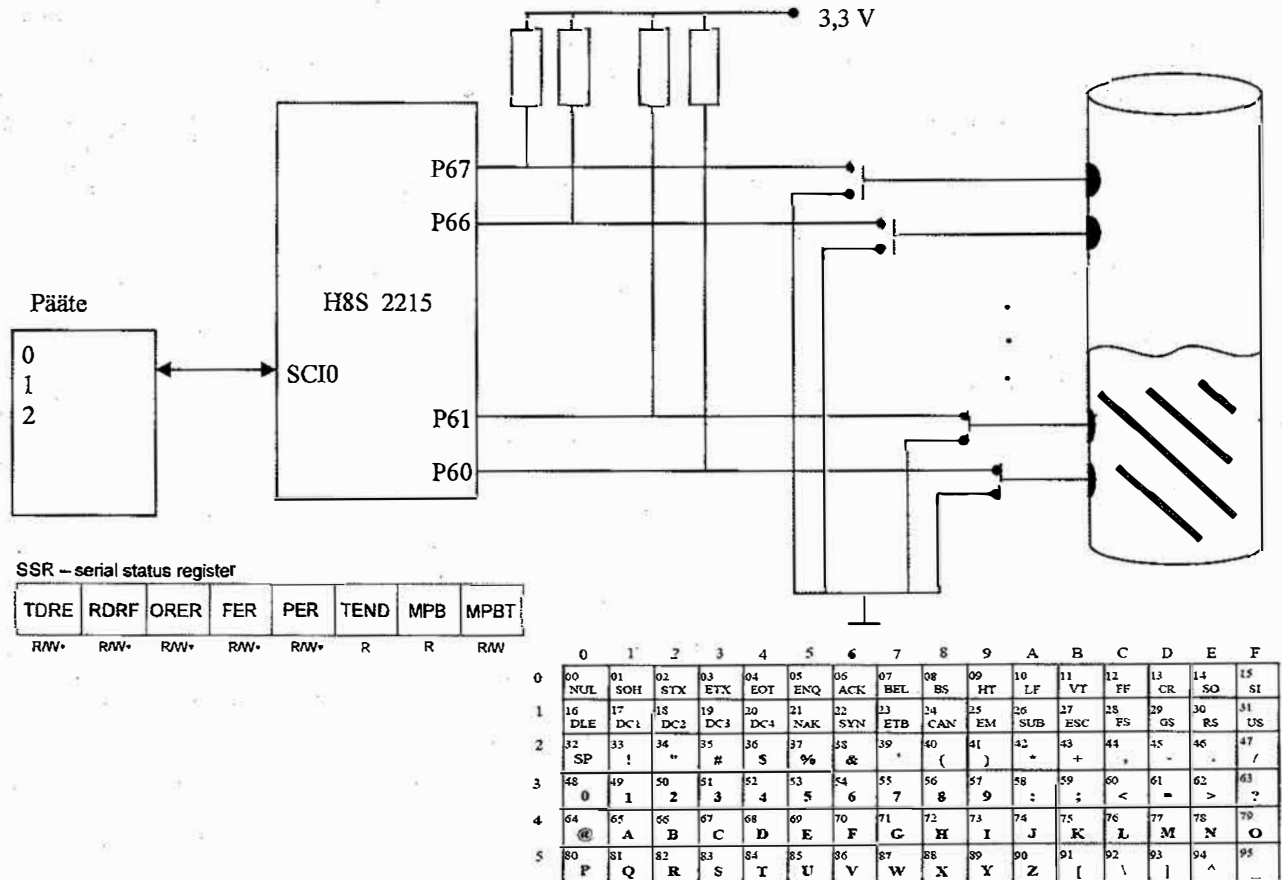 3,3 V
P67
P66
Pääte
H8S 2215
0
1
2
SCI0
P61
P60
SSR – serial status register
TDRE RDRF ORER FER PER TEND MPB MPBT
R/W* R/W* R/W* R/W* R/W* R R R/W
0 1 2 3 4 5 6 7 8 9 A B C D E F
0 00 NUL 01 SOH 02 STX 03 ETX 04 EOT 05 ENQ 06 ACK 07 BEL 08 BS 09 HT 10 LF 11 VT 12 FF 13 CR 14 SO 15 SI
1 16 DLE 17 DC1 18 DC2 19 DC3 20 DC4 21 NAK 22 SYN 23 ETB 24 CAN 25 EM 26 SUB 27 ESC 28 FS 29 GS 30 RS 31 US
2 32 SP 33 ! 34 " 35 # 36 $ 37 % 38 & 39 ' 40 ( 41 ) 42 * 43 + 44 , 45 - 46 . 47 /
3 48 0 49 1 50 2 51 3 52 4 53 5 54 6 55 7 56 8 57 9 58 : 59 ; 60 < 61 = 62 > 63 ?
4 64 @ 65 A 66 B 67 C 68 D 69 E 70 F 71 G 72 H 73 I 74 J 75 K 76 L 77 M 78 N 79 O
5 80 P 81 Q 82 R 83 S 84 T 85 U 86 V 87 W 88 X 89 Y 90 Z 91 [ 92 \ 93 ] 94 ^ 95 _